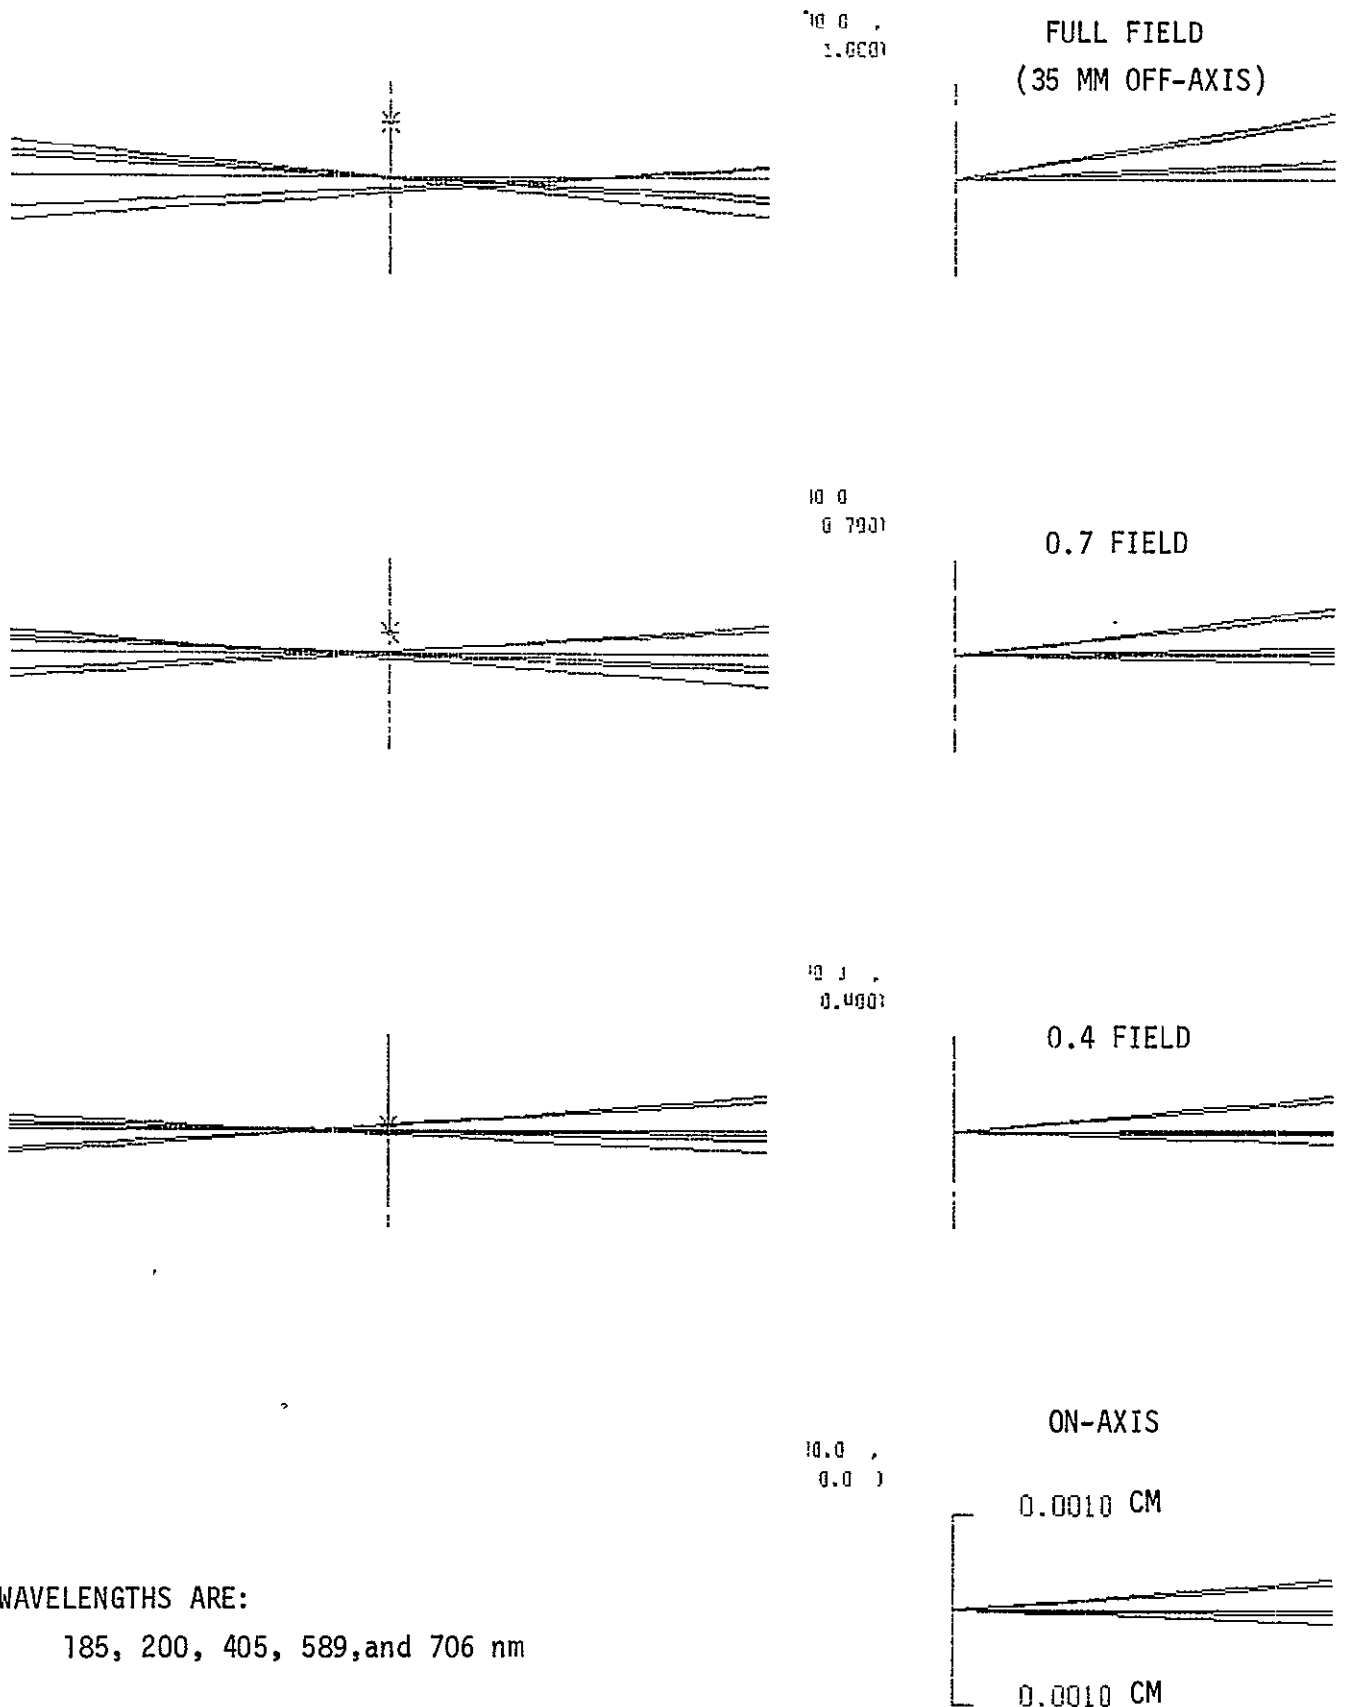 FULL FIELD
(35 MM OFF-AXIS)
0.7 FIELD
0.4 FIELD
ON-AXIS
0.0010 CM
0.0010 CM
WAVELENGTHS ARE:
185, 200, 405, 589,and 706 nm